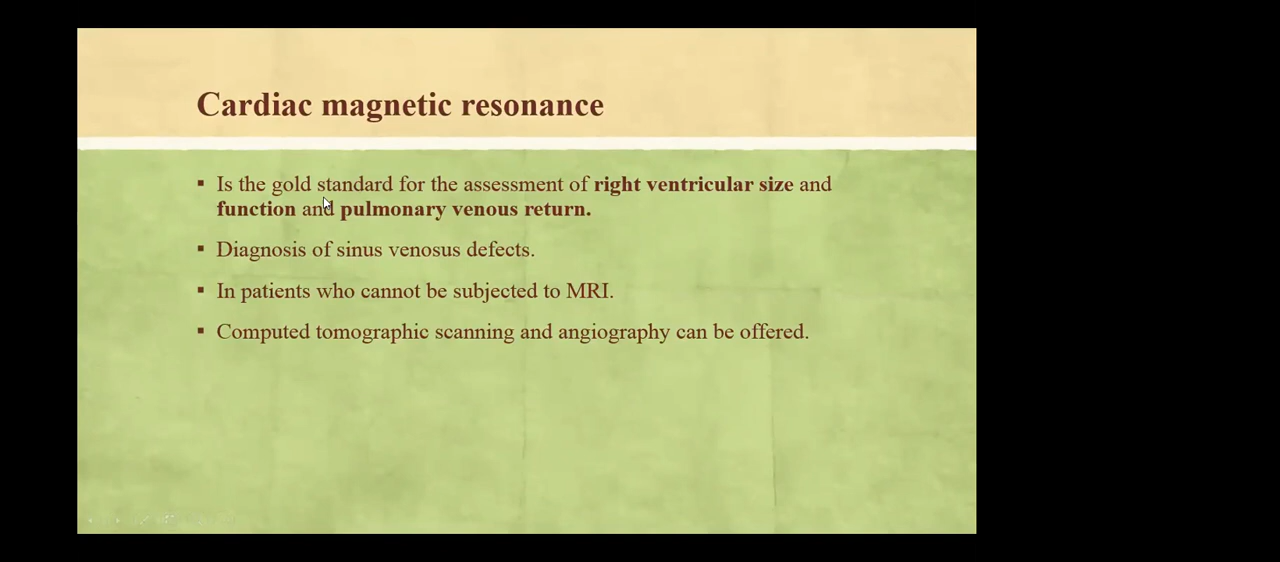 Cardiac magnetic resonance
▪ Is the gold standard for the assessment of right ventricular size and
function and pulmonary venous return.
▪ Diagnosis of sinus venosus defects.
▪ In patients who cannot be subjected to MRI.
▪ Computed tomographic scanning and angiography can be offered.